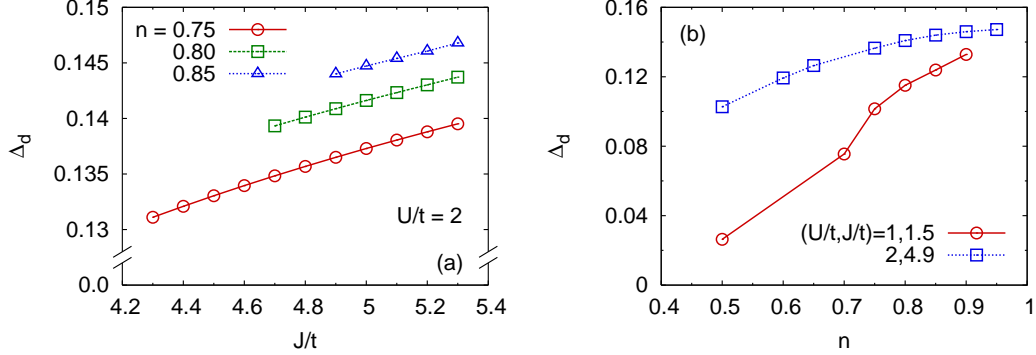 n = 0.75
0.80
0.85
U/t = 2
(a)
Δd
0.15
0.145
0.14
0.135
0.13
0.0
4.2 4.4 4.6 4.8 5 5.2 5.4
J/t
(b)
(U/t,J/t)=1,1.5
2,4.9
Δd
0.16
0.12
0.08
0.04
0.00
0.4 0.5 0.6 0.7 0.8 0.9 1
n